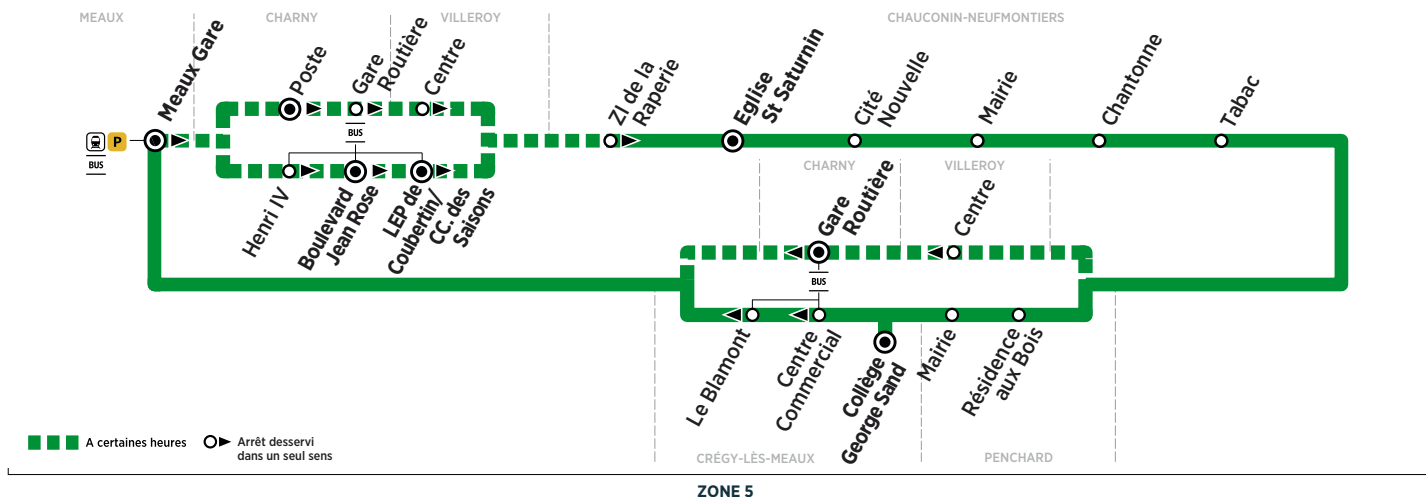 MEAUX
CHARNY
VILLEROY
CHAUCONIN-NEUFMONTIERS
Meaux Gare
Poste
Gare
Routière
Centre
ZI de la
Raperie
Eglise
St Saturnin
Cité
Nouvelle
Mairie
Chantonne
Tabac
P
BUS
BUS
Henri IV
Boulevard
Jean Rose
LEP de
Coubertin/
CC. des
Saisons
CHARNY
VILLEROY
Gare
Routière
Centre
BUS
Le Blamont
Centre
Commercial
Collège
George Sand
Mairie
Résidence
aux Bois
CRÉGY-LÈS-MEAUX
PENCHARD
A certaines heures
Arrêt desservi
dans un seul sens
ZONE 5